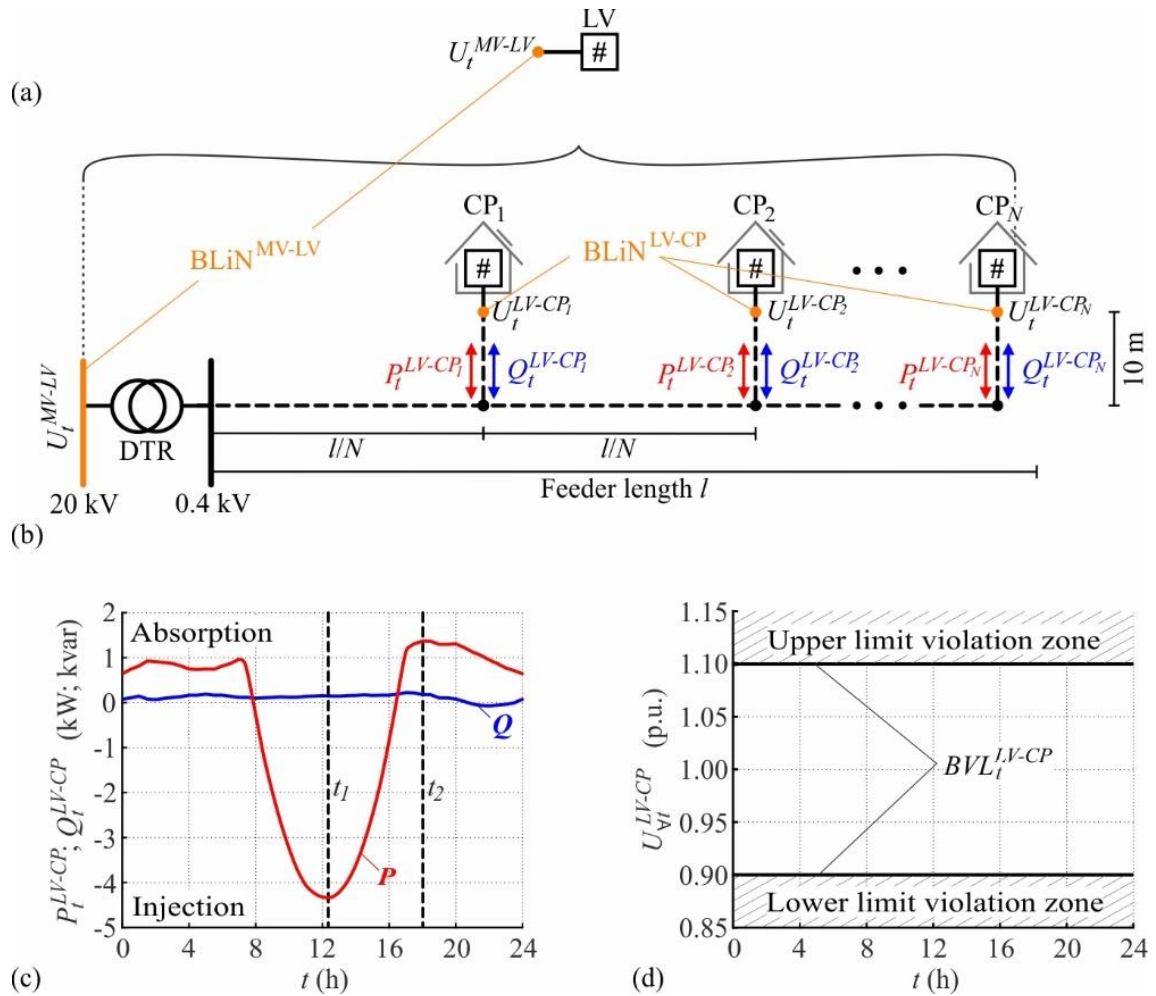 LV
U_t^{MV-LV} #
(a)
CP_1 CP_2 CP_N
BLiN^{MV-LV} # BLiN^{LV-CP} # • • • #
U_t^{LV-CP_1} U_t^{LV-CP_2} U_t^{LV-CP_N}
P_t^{LV-CP_1} Q_t^{LV-CP_1} P_t^{LV-CP_2} Q_t^{LV-CP_2} P_t^{LV-CP_N} Q_t^{LV-CP_N} 10 m
U_t^{MV-LV}
• • •
DTR l/N l/N
Feeder length l
20 kV 0.4 kV
(b)
P_t^{LV-CP}; Q_t^{LV-CP} (kW; kvar)
2
1
0
-1
-2
-3
-4
-5
Absorption
Q
t_1 t_2
P
Injection
0 4 8 12 16 20 24
t (h)
(c)
U_{∀t}^{LV-CP} (p.u.)
1.15
1.10
1.05
1.00
0.95
0.90
0.85
Upper limit violation zone
BVL_t^{LV-CP}
Lower limit violation zone
0 4 8 12 16 20 24
t (h)
(d)